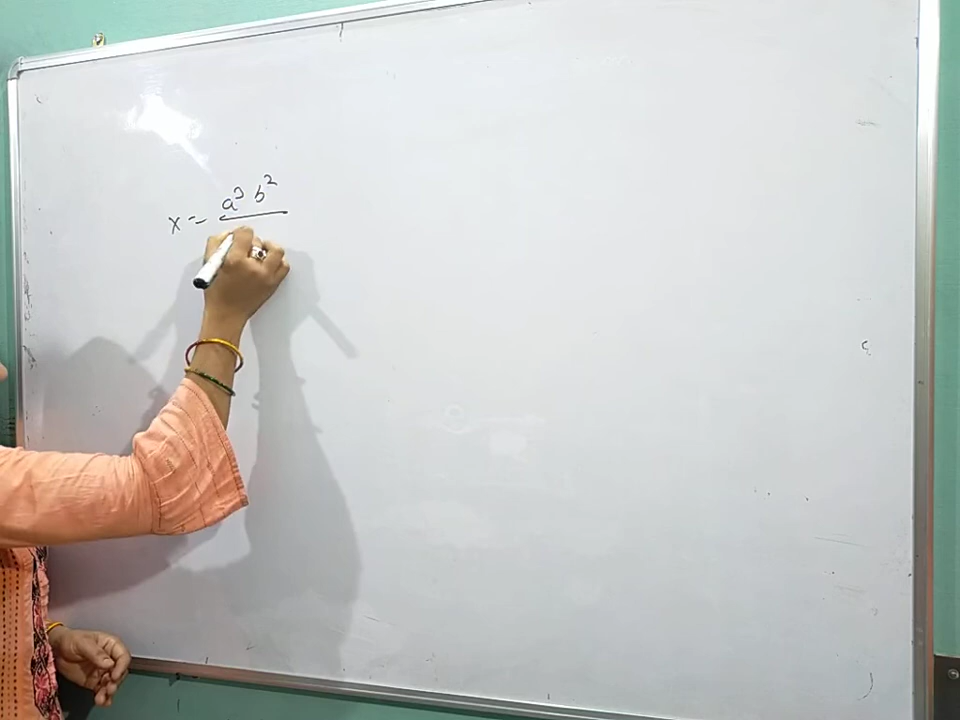 x = a³ b²